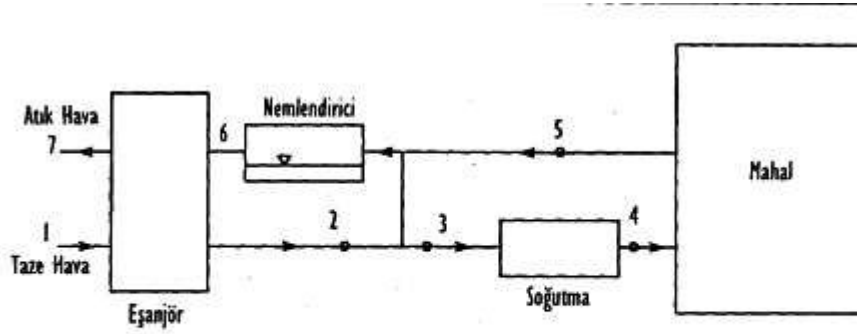 Nemlendirici
Atık Hava
6
5
7
Mahal
2
3
4
1
Taze Hava
Soğutma
Eşanjör